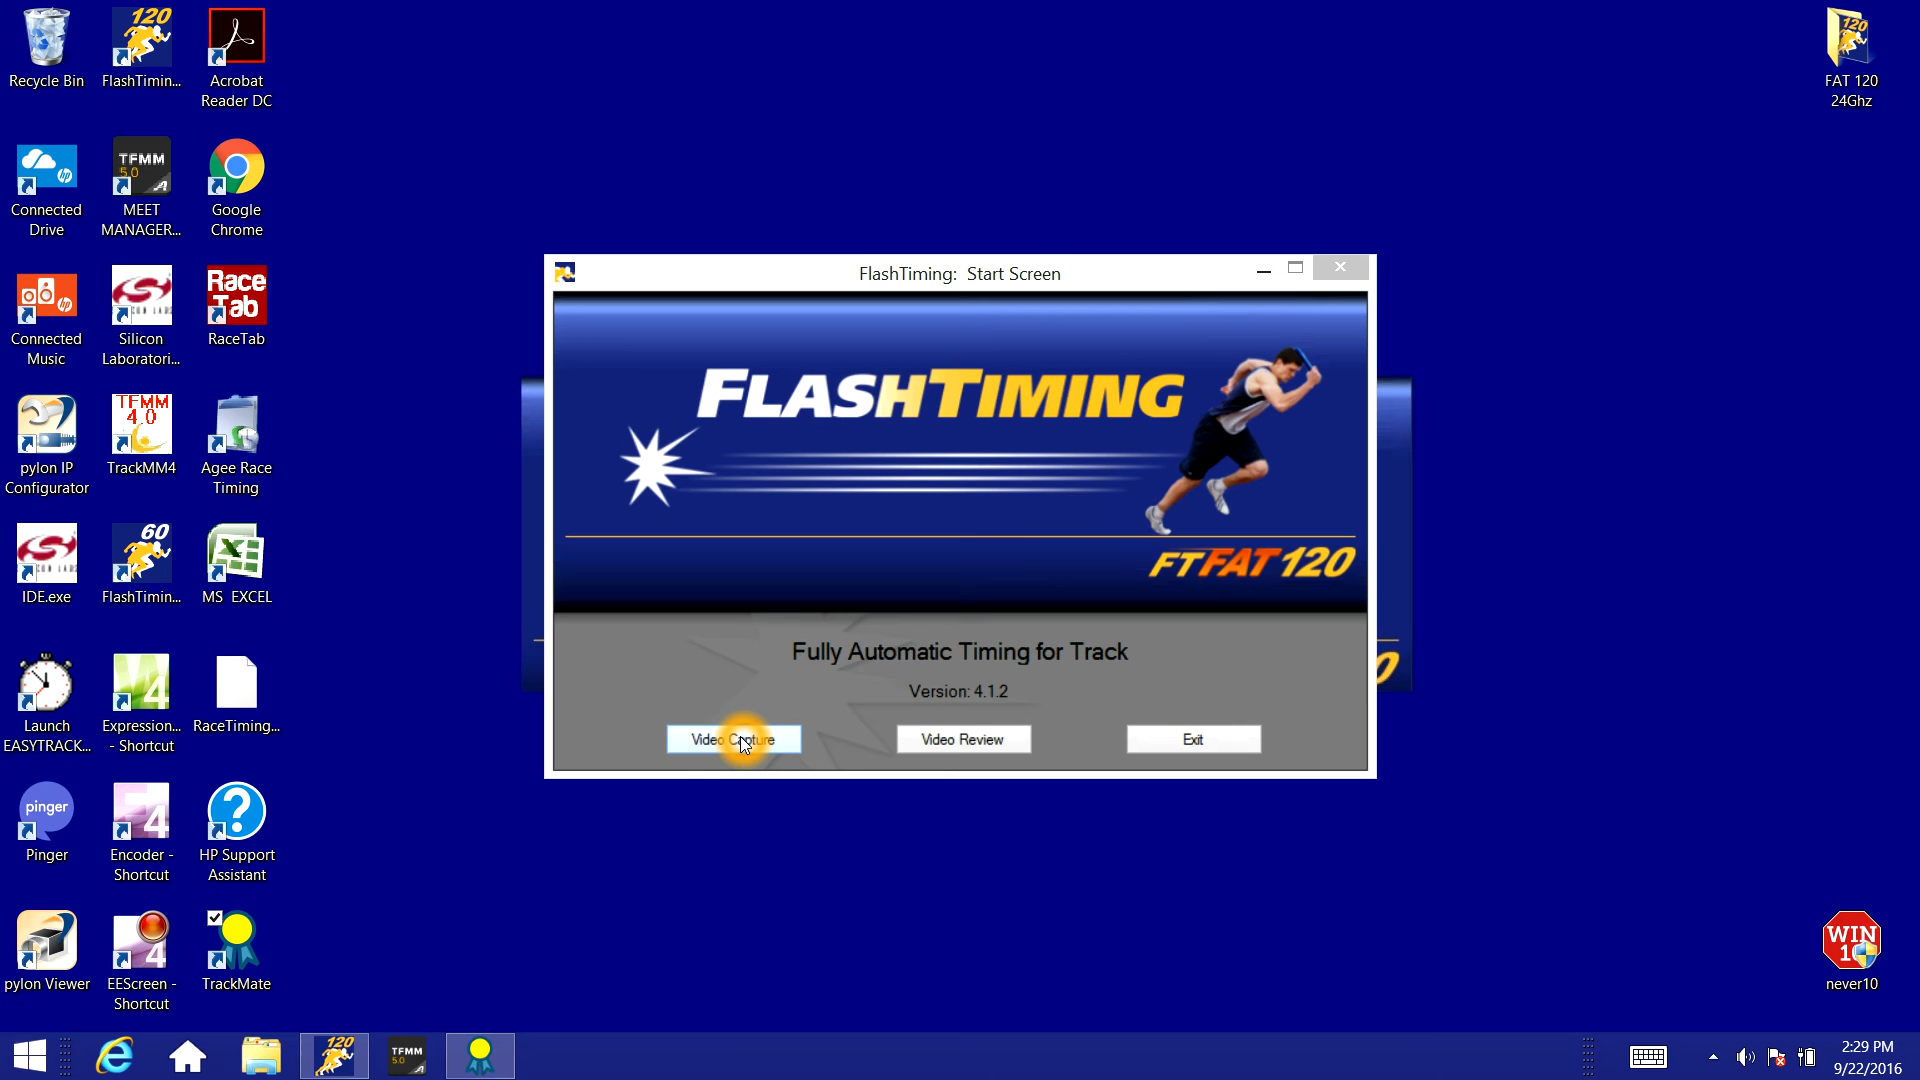 Recycle Bin
120
FlashTimin...
Acrobat
Reader DC
120
FAT 120
24Ghz
Connected
Drive
TFMM
5.0
MEET
MANAGER...
Google
Chrome
Connected
Music
Silicon
Laboratori...
Race
Tab
RaceTab
pylon IP
Configurator
TFMM
4.0
TrackMM4
Agee Race
Timing
IDE.exe
60
FlashTimin...
MS EXCEL
Launch
EASYTRACK...
Expression...
- Shortcut
RaceTiming...
pinger
Pinger
Encoder -
Shortcut
HP Support
Assistant
pylon Viewer
EEScreen -
Shortcut
TrackMate
FlashTiming: Start Screen
FLASHTIMING
FTFAT120
Fully Automatic Timing for Track
Version: 4.1.2
Video Capture
Video Review
Exit
WIN
never10
120
TFMM
5.0
2:29 PM
9/22/2016